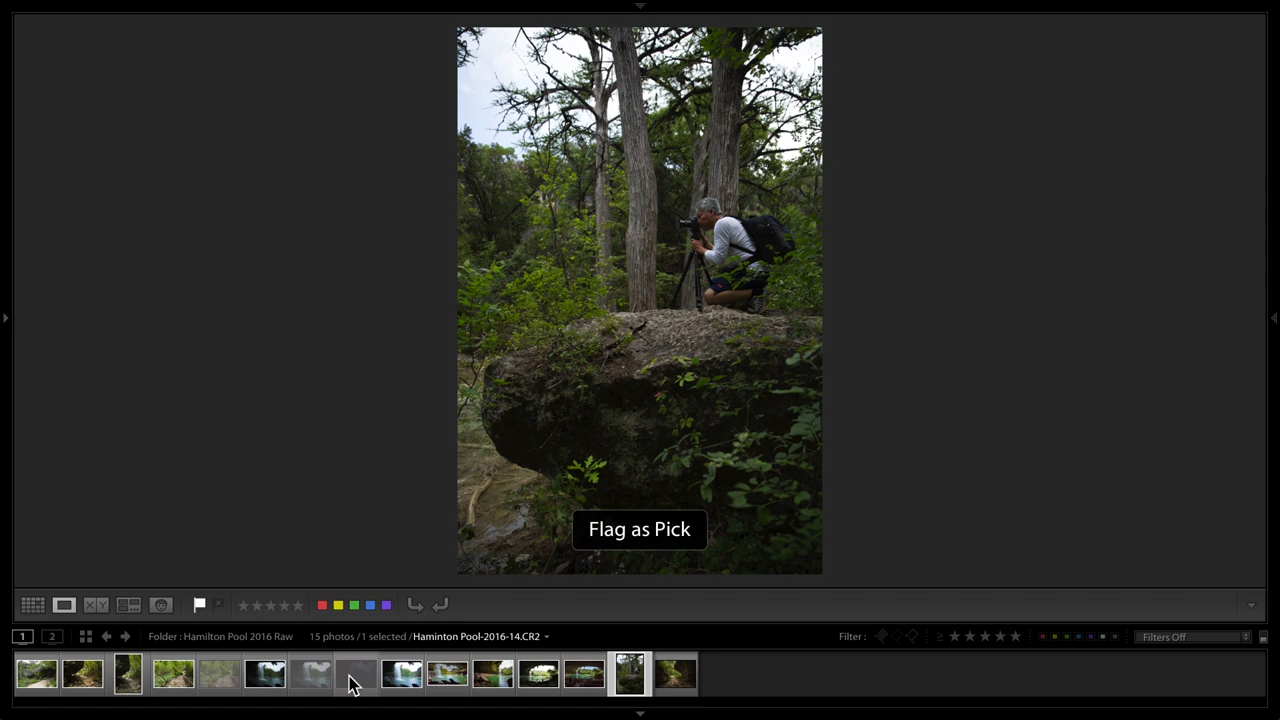 Flag as Pick
X Y
1 2 Folder : Hamilton Pool 2016 Raw 15 photos / 1 selected / Haminton Pool-2016-14.CR2 Filter : ≥ Filters Off